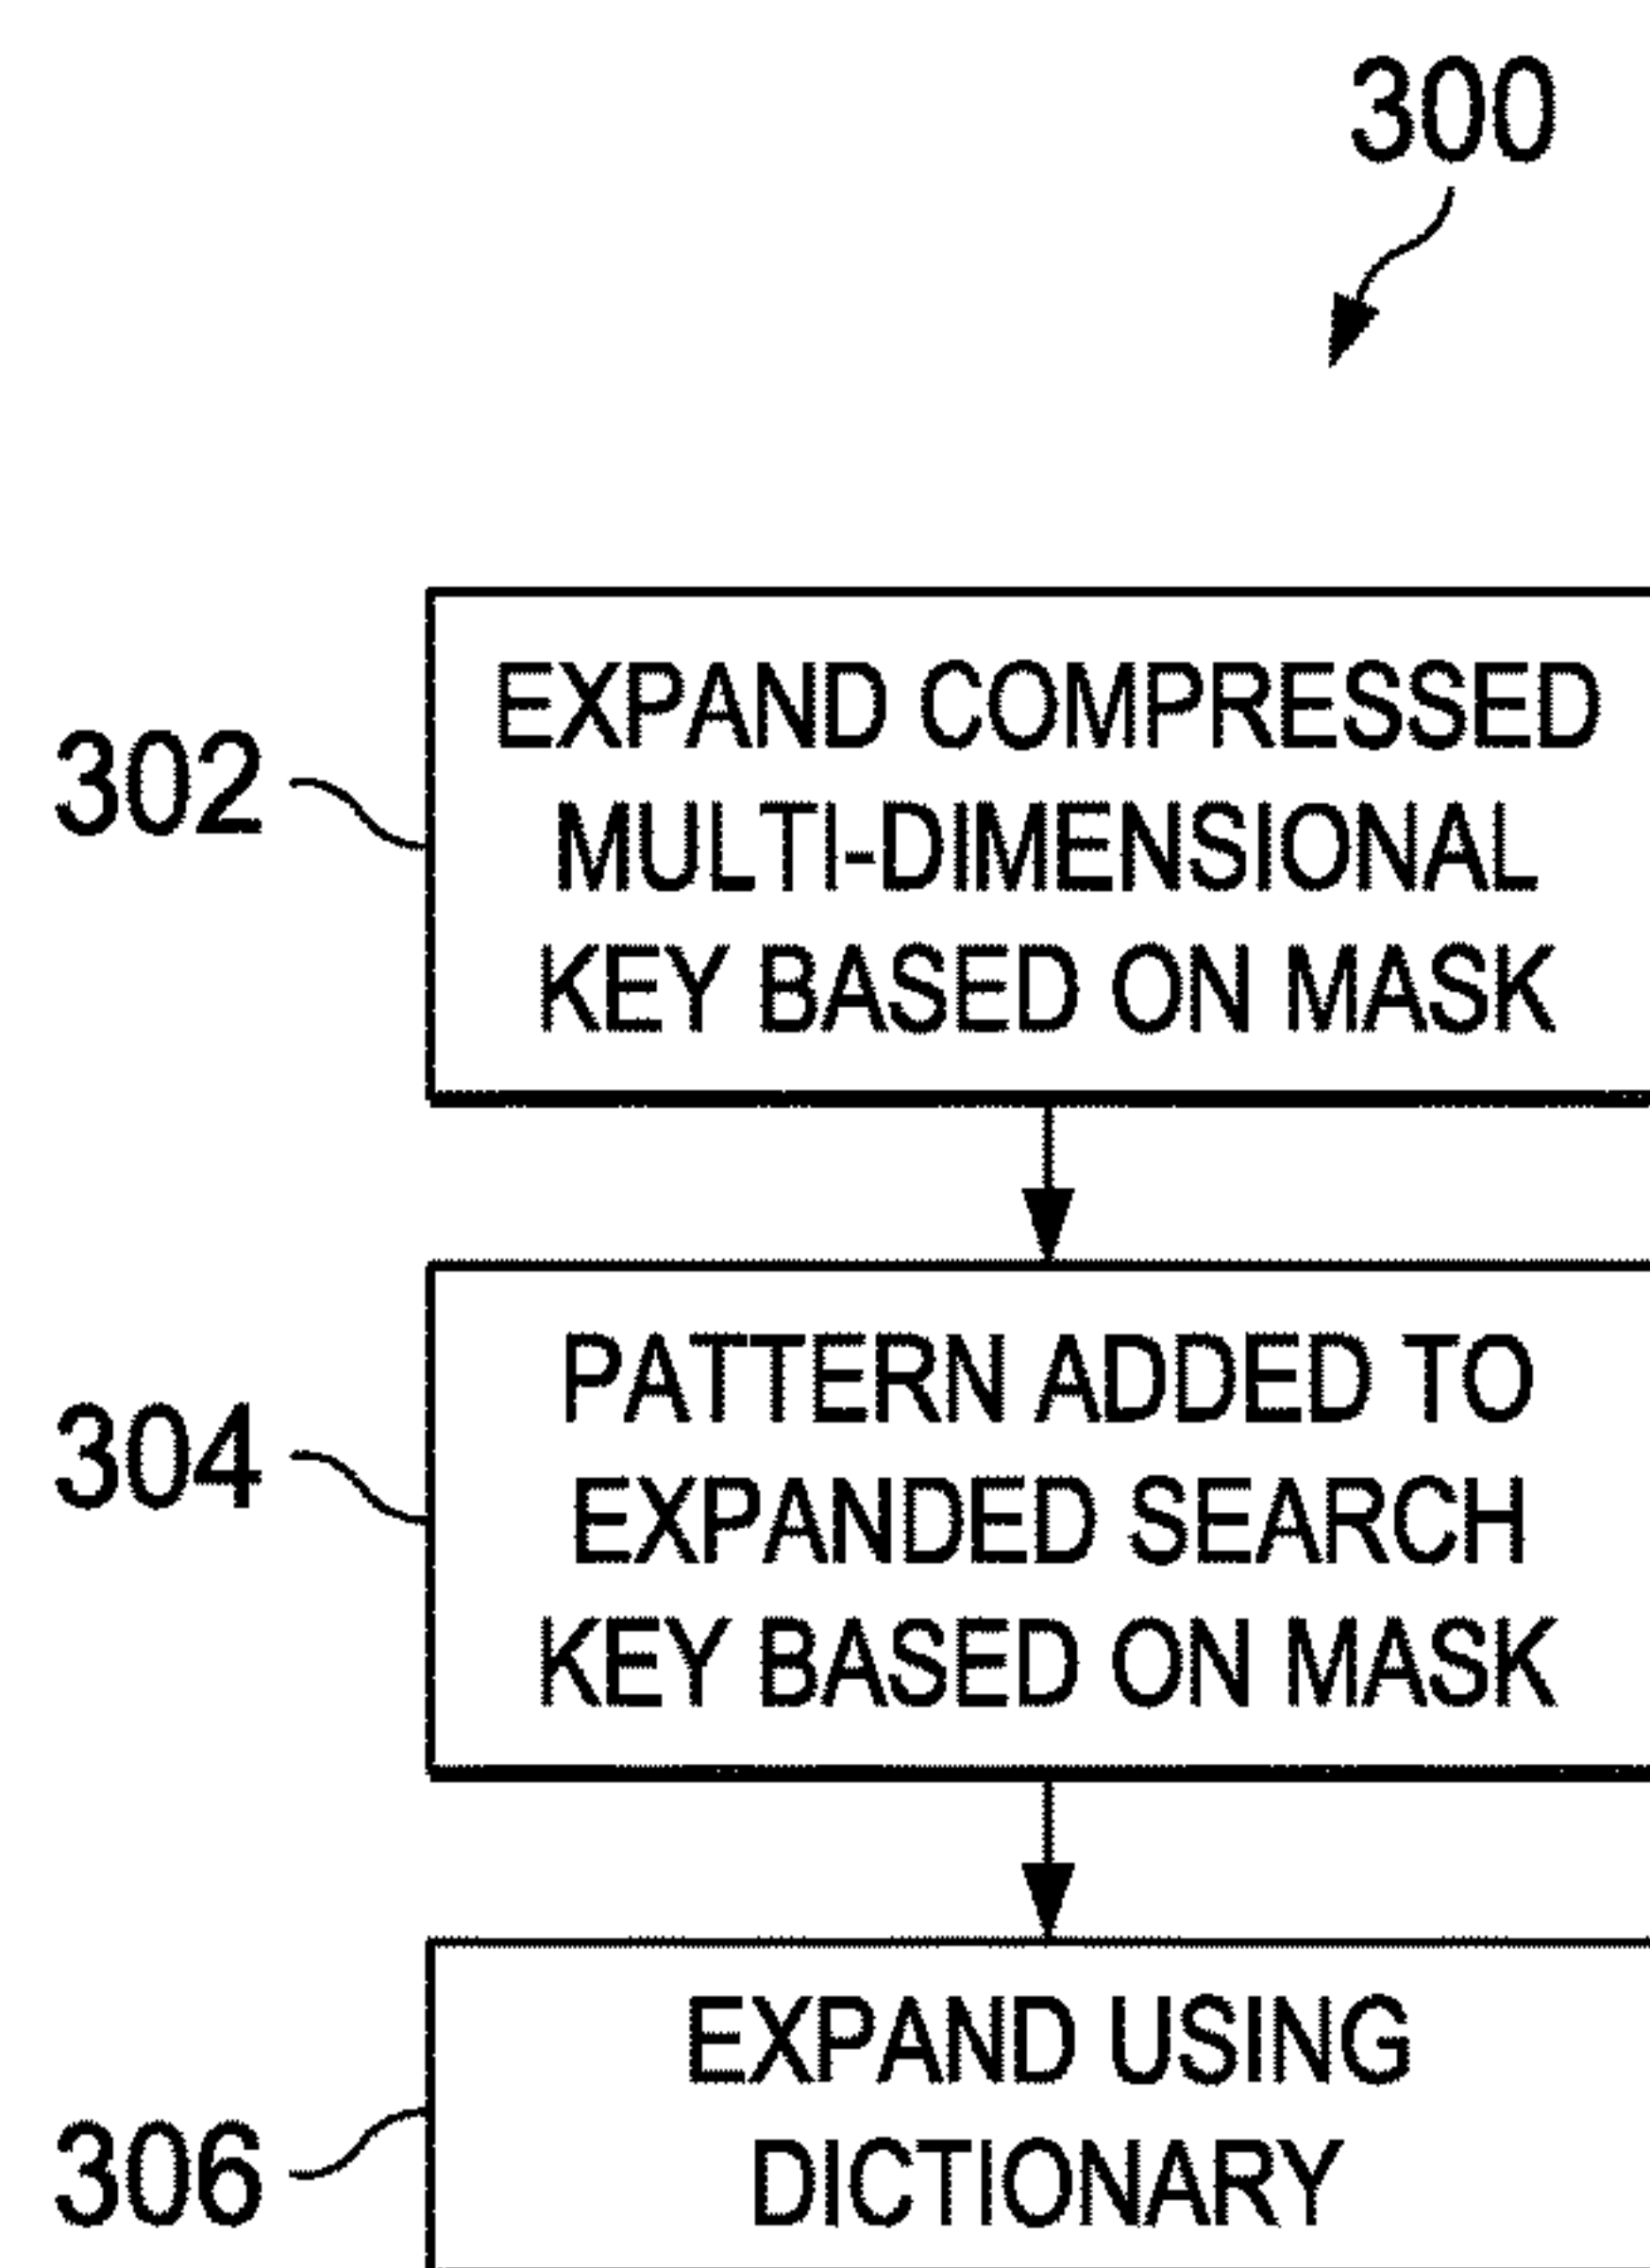 300
302
EXPAND COMPRESSED
MULTI-DIMENSIONAL
KEY BASED ON MASK
304
PATTERN ADDED TO
EXPANDED SEARCH
KEY BASED ON MASK
306
EXPAND USING
DICTIONARY